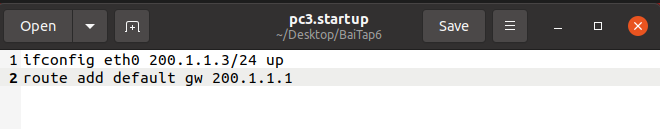 Open
pc3.startup
~/Desktop/BaiTap6
Save
1 ifconfig eth0 200.1.1.3/24 up
2 route add default gw 200.1.1.1